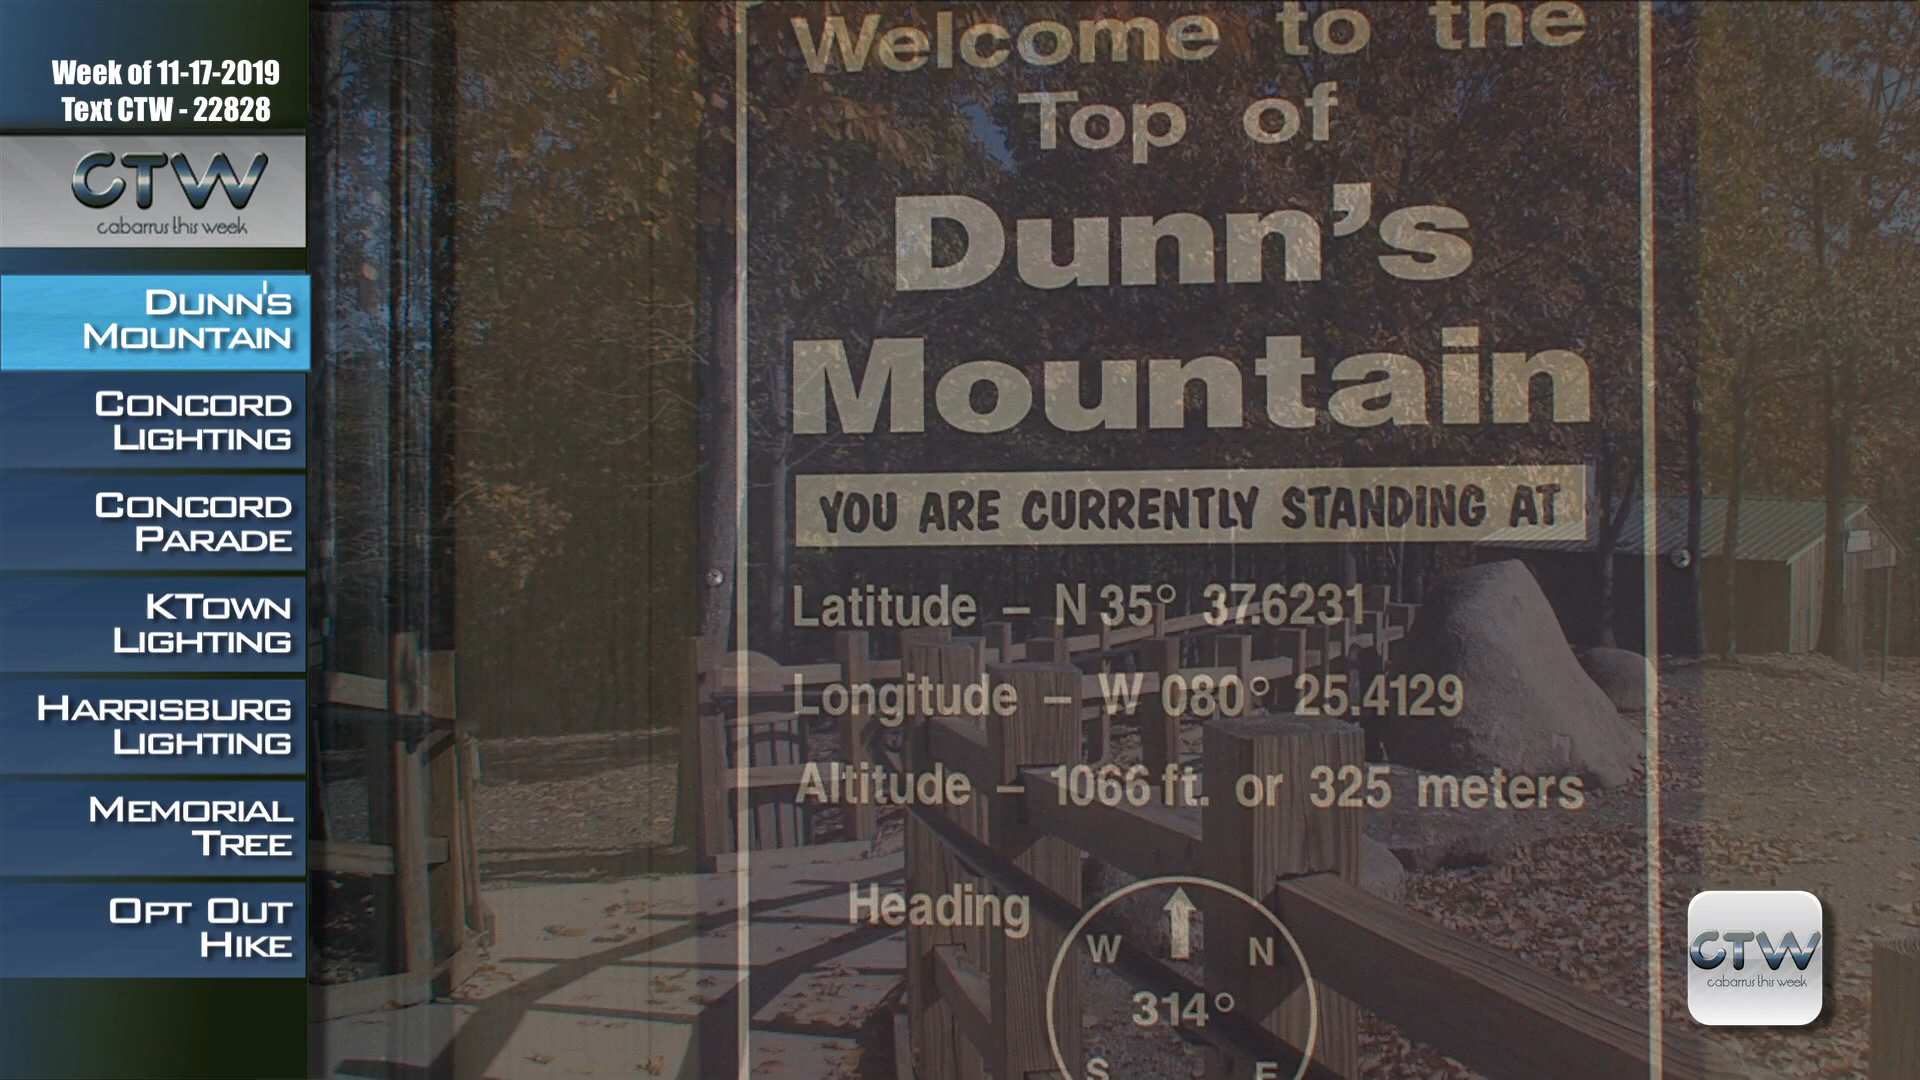 Week of 11-17-2019
Text CTW - 22828
CTW
cabarrus this week
Dunn's
Mountain
Concord
Lighting
Concord
Parade
KTown
Lighting
Harrisburg
Lighting
Memorial
Tree
Opt Out
Hike
Welcome to the
Top of
Dunn's
Mountain
YOU ARE CURRENTLY STANDING AT
Latitude – N 35° 37.6231
Longitude – W 080° 25.4129
Altitude – 1066 ft. or 325 meters
Heading
W N
314°
S E
CTW
cabarrus this week